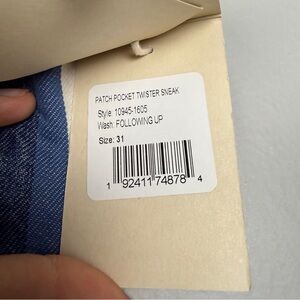 PATCH POCKET TWISTER SNEAK
Style: 10945-1605
Wash: FOLLOWING UP
Size: 31
1 92411 74878 4